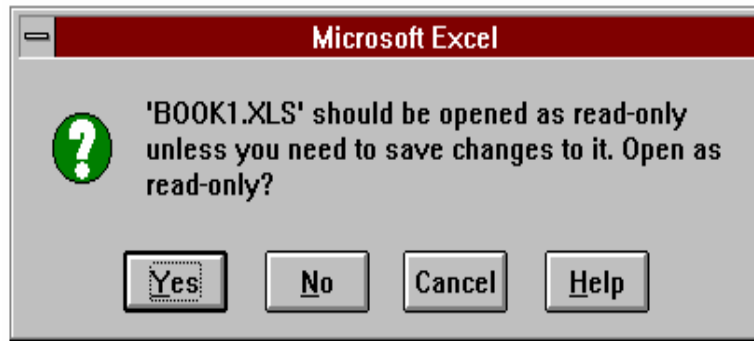 Microsoft Excel
'BOOK1.XLS' should be opened as read-only
unless you need to save changes to it. Open as
read-only?
Yes No Cancel Help